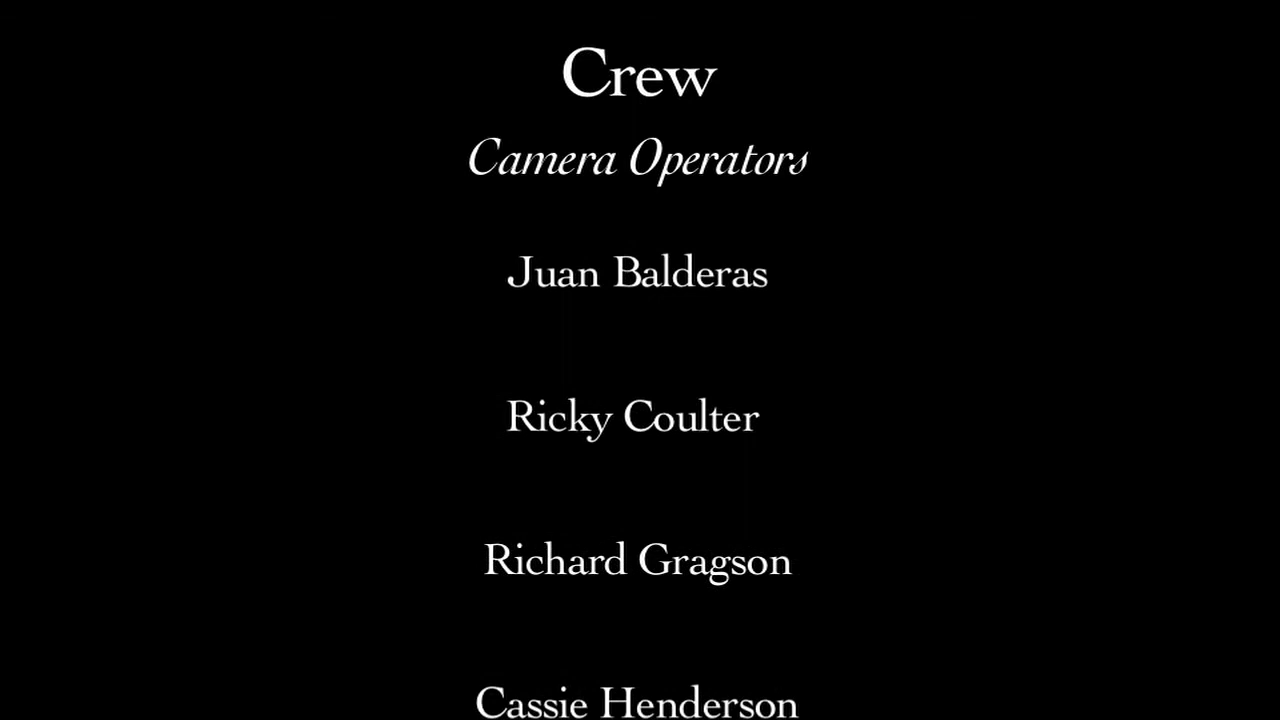 Crew
Camera Operators
Juan Balderas
Ricky Coulter
Richard Gragson
Cassie Henderson